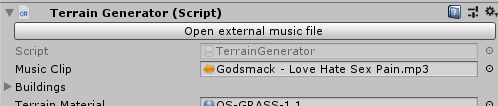 Terrain Generator (Script)
Open external music file
Script TerrainGenerator
Music Clip Godsmack - Love Hate Sex Pain.mp3
Buildings
Terrain Material QS-GRASS-1.1